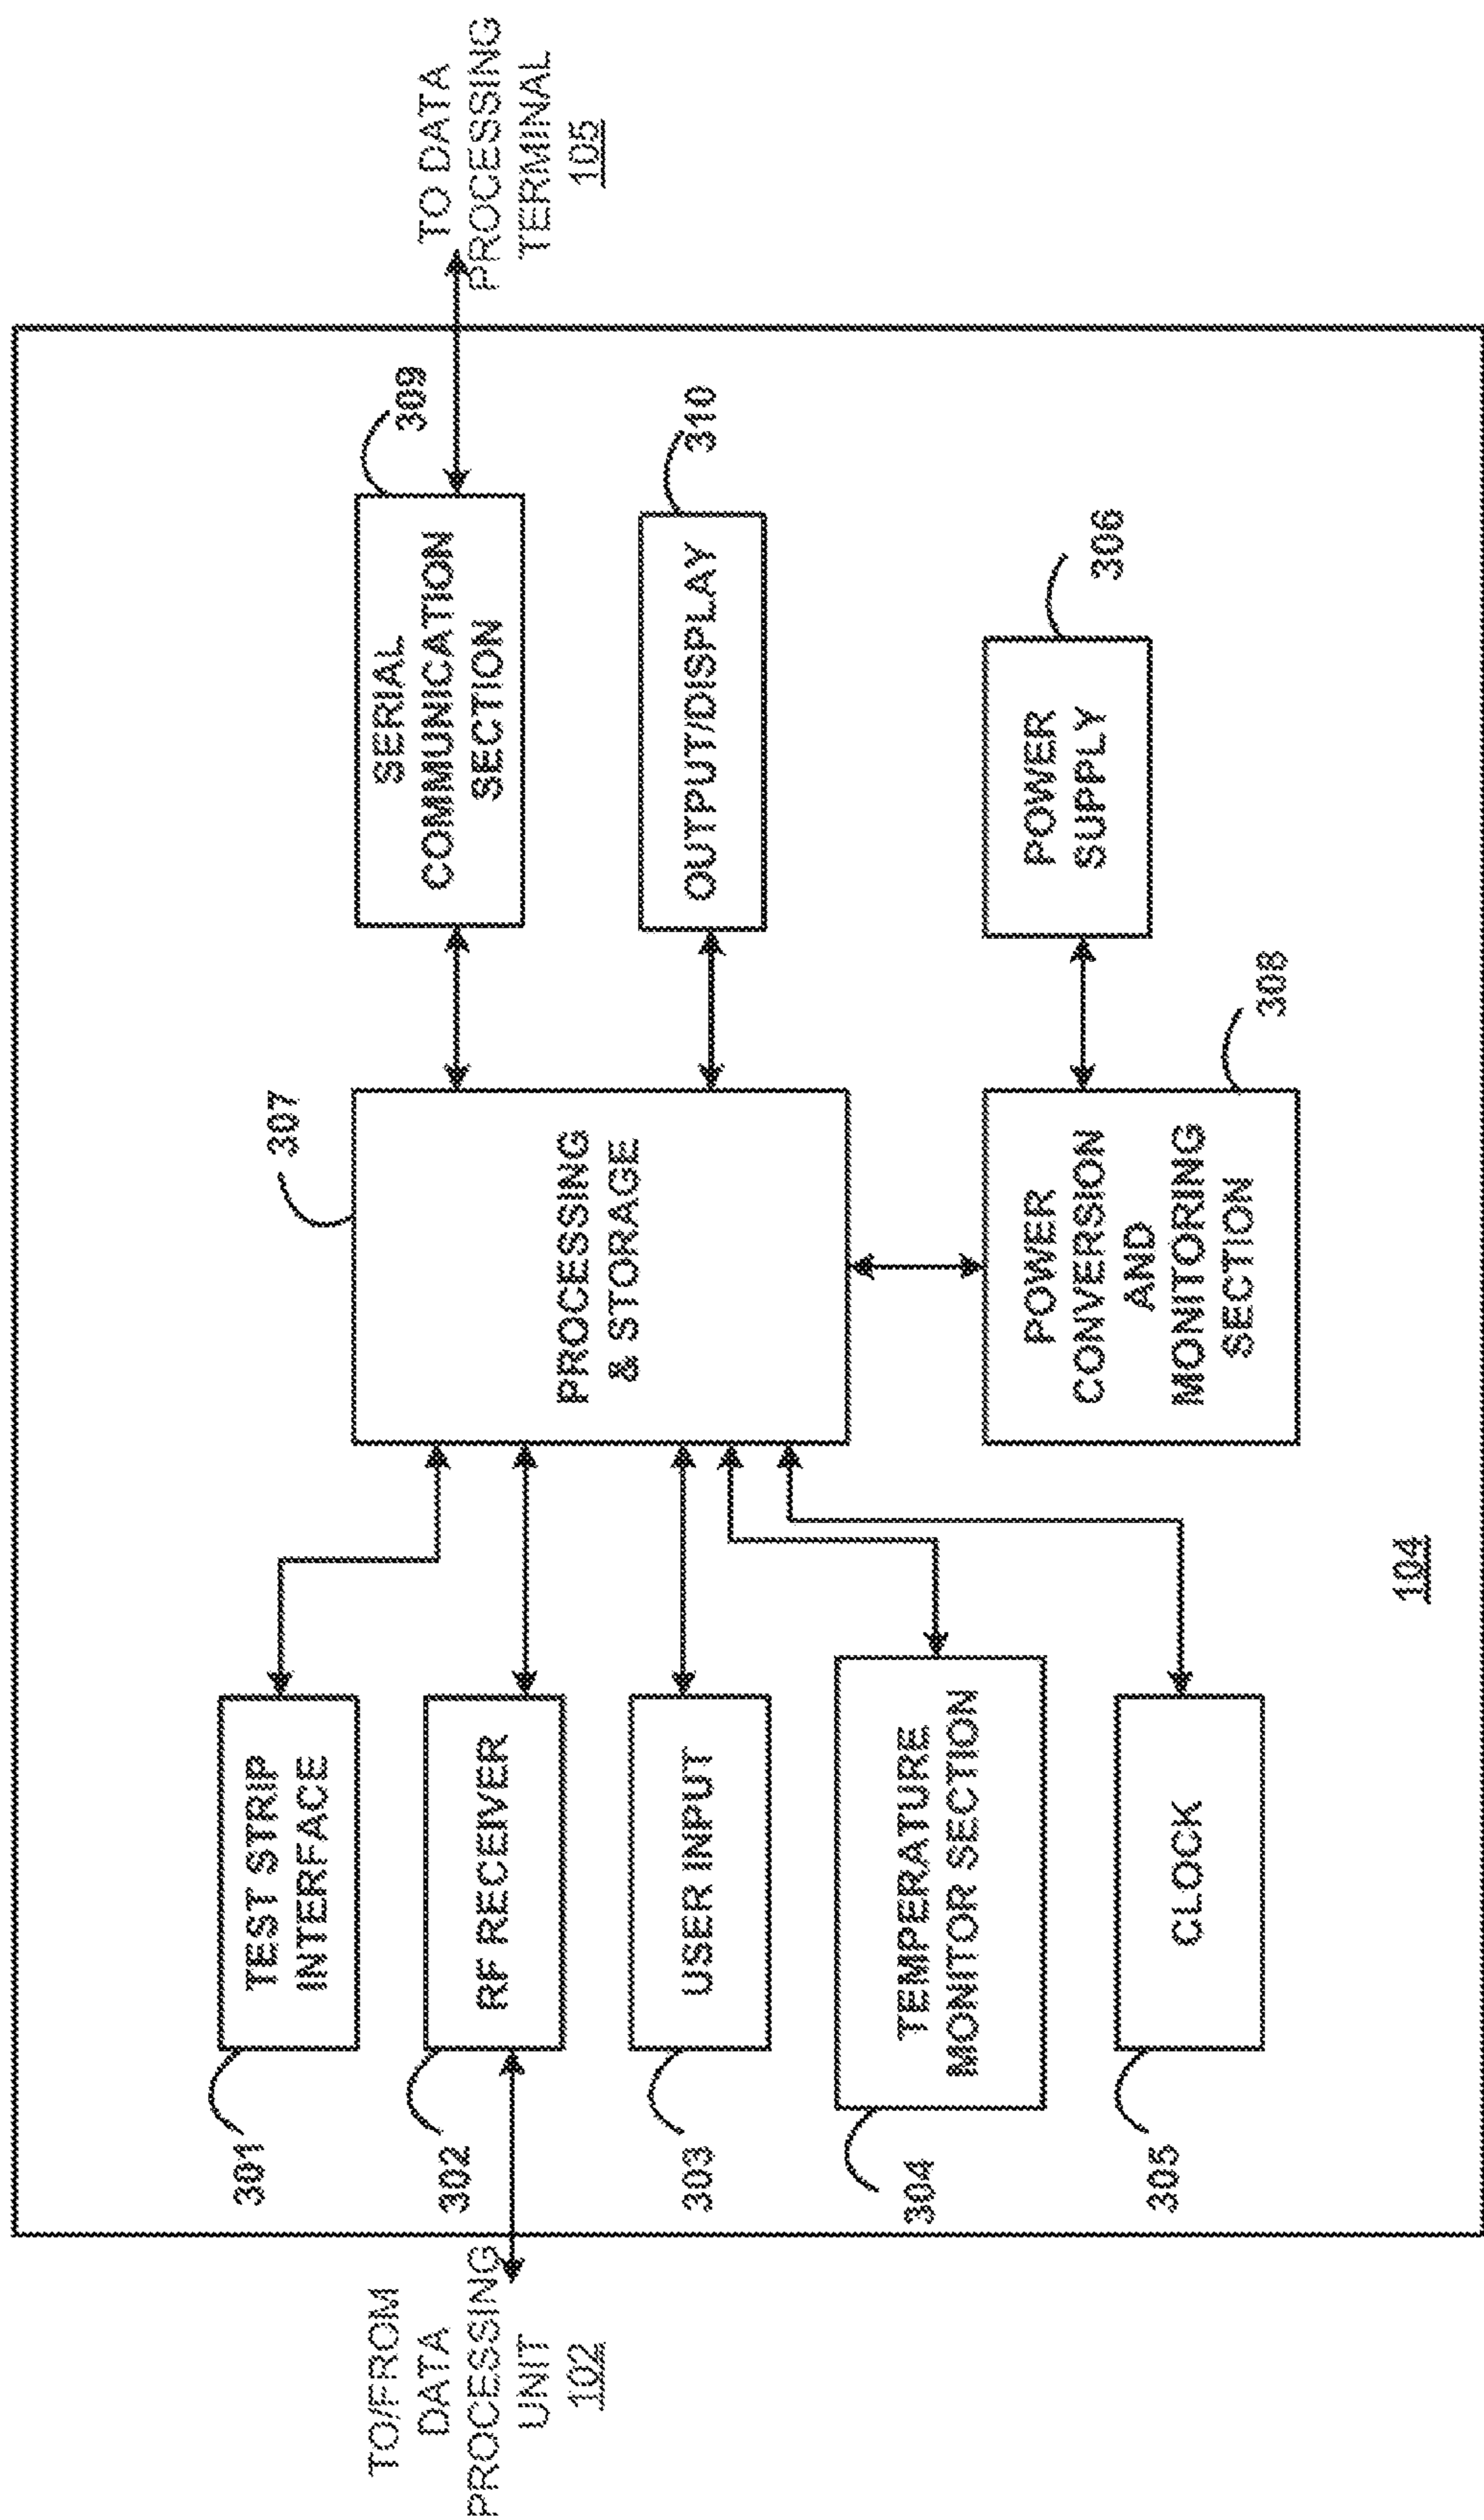 307
301
TEST STRIP
INTERFACE
302
RF RECEIVER
TO/FROM
DATA
PROCESSING
UNIT
102
303
USER INPUT
304
TEMPERATURE
MONITOR SECTION
305
CLOCK
PROCESSING
& STORAGE
SERIAL
COMMUNICATION
SECTION
309
TO DATA
PROCESSING
TERMINAL
105
OUTPUT/DISPLAY
310
POWER
CONVERSION
AND
MONITORING
SECTION
308
POWER
SUPPLY
306
104